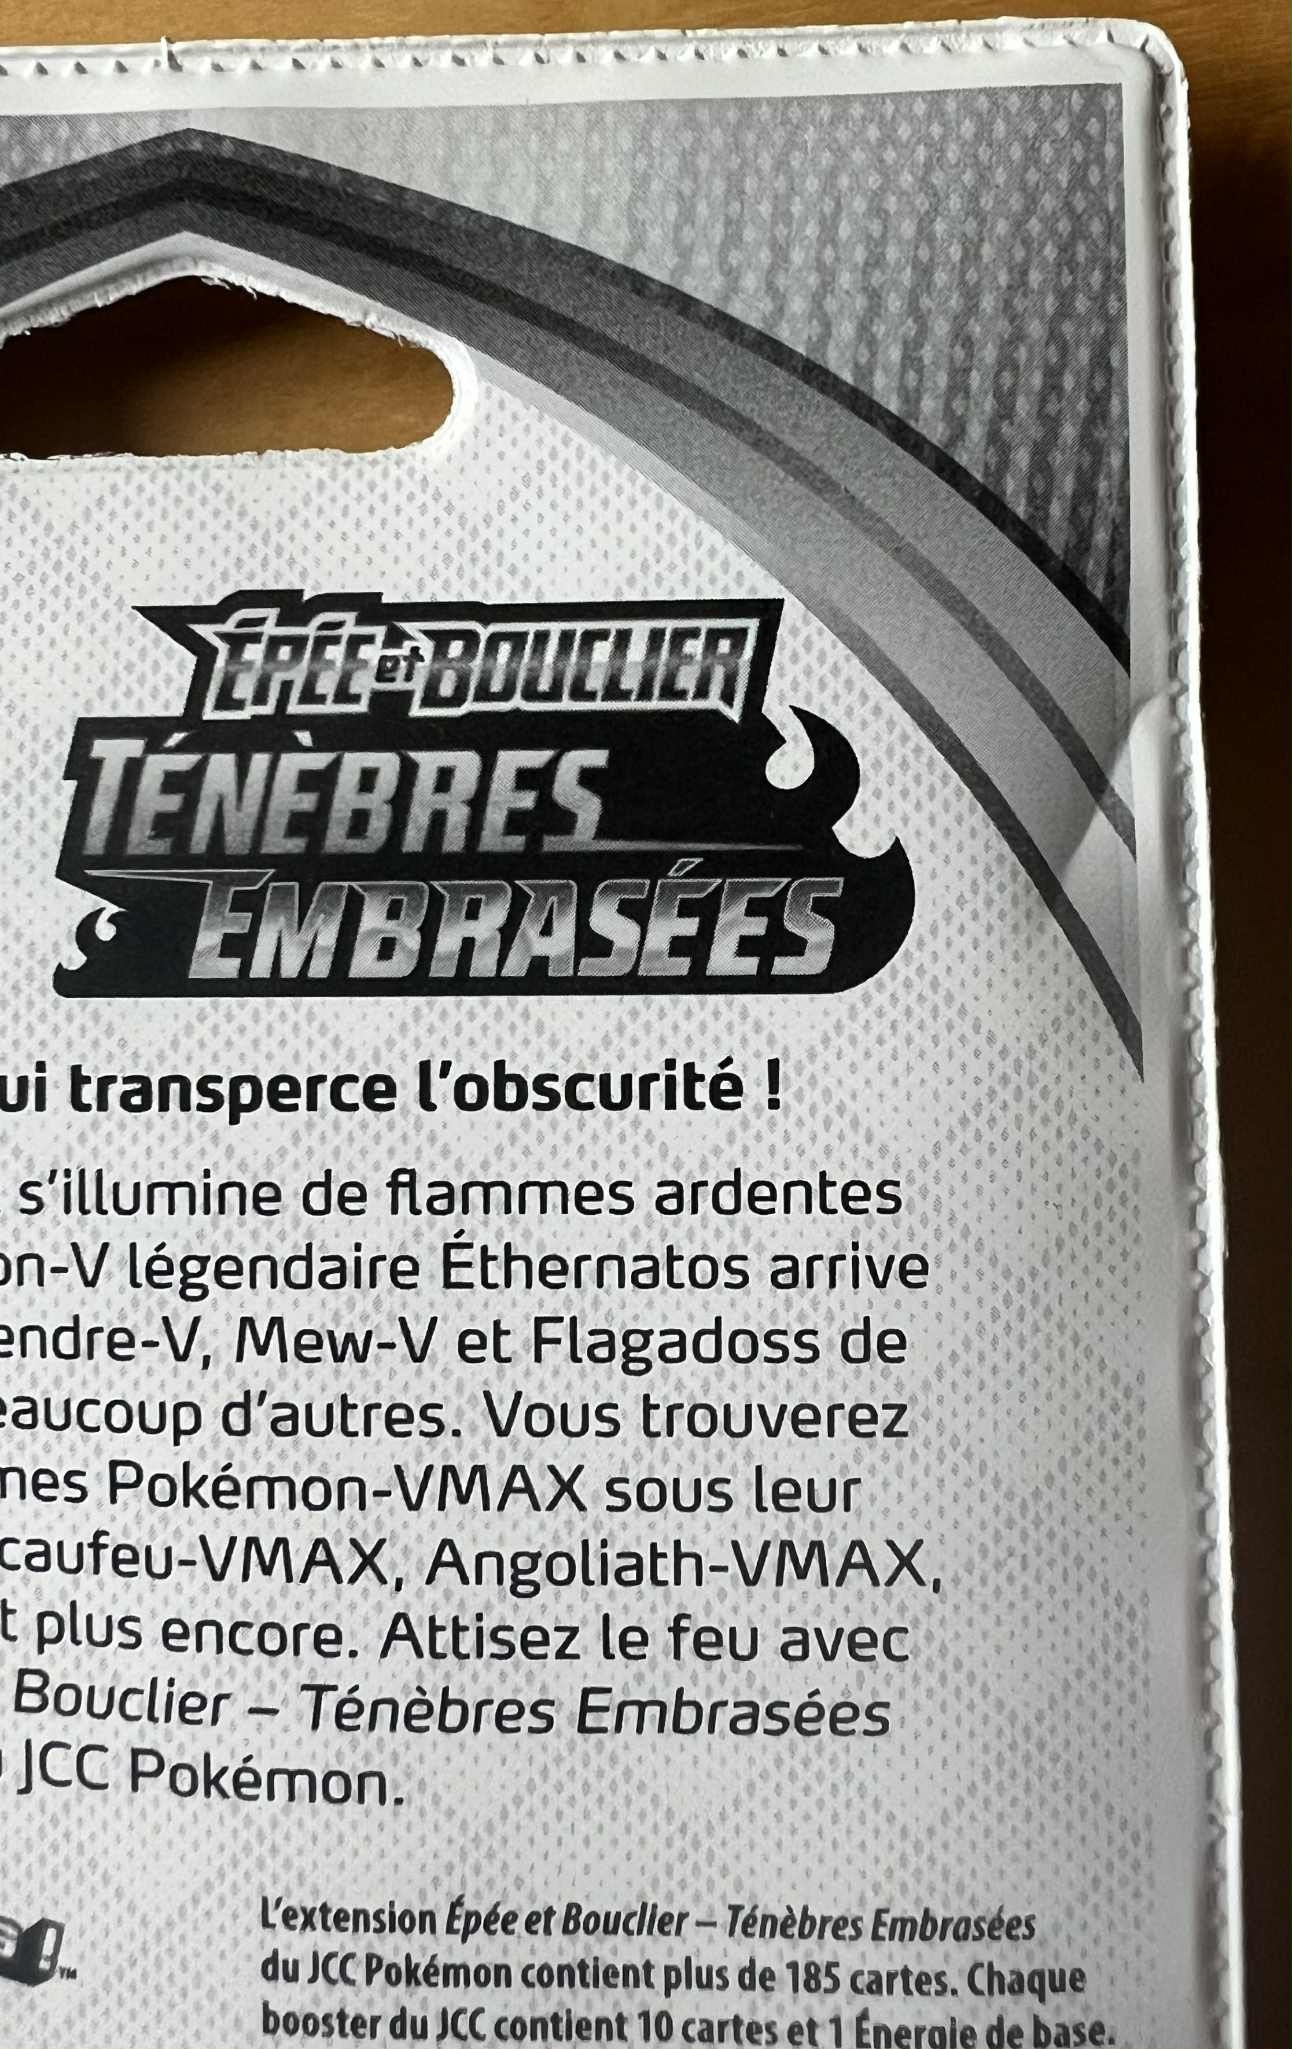 ÉPÉE et BOUCLIER
TÉNÈBRES
EMBRASÉES
ui transperce l'obscurité !
s'illumine de flammes ardentes
on-V légendaire Éthernatos arrive
endre-V, Mew-V et Flagadoss de
eaucoup d'autres. Vous trouverez
mes Pokémon-VMAX sous leur
caufeu-VMAX, Angoliath-VMAX,
t plus encore. Attisez le feu avec
Bouclier – Ténèbres Embrasées
JCC Pokémon.
L'extension Épée et Bouclier – Ténèbres Embrasées
du JCC Pokémon contient plus de 185 cartes. Chaque
booster du JCC contient 10 cartes et 1 Énergie de base.